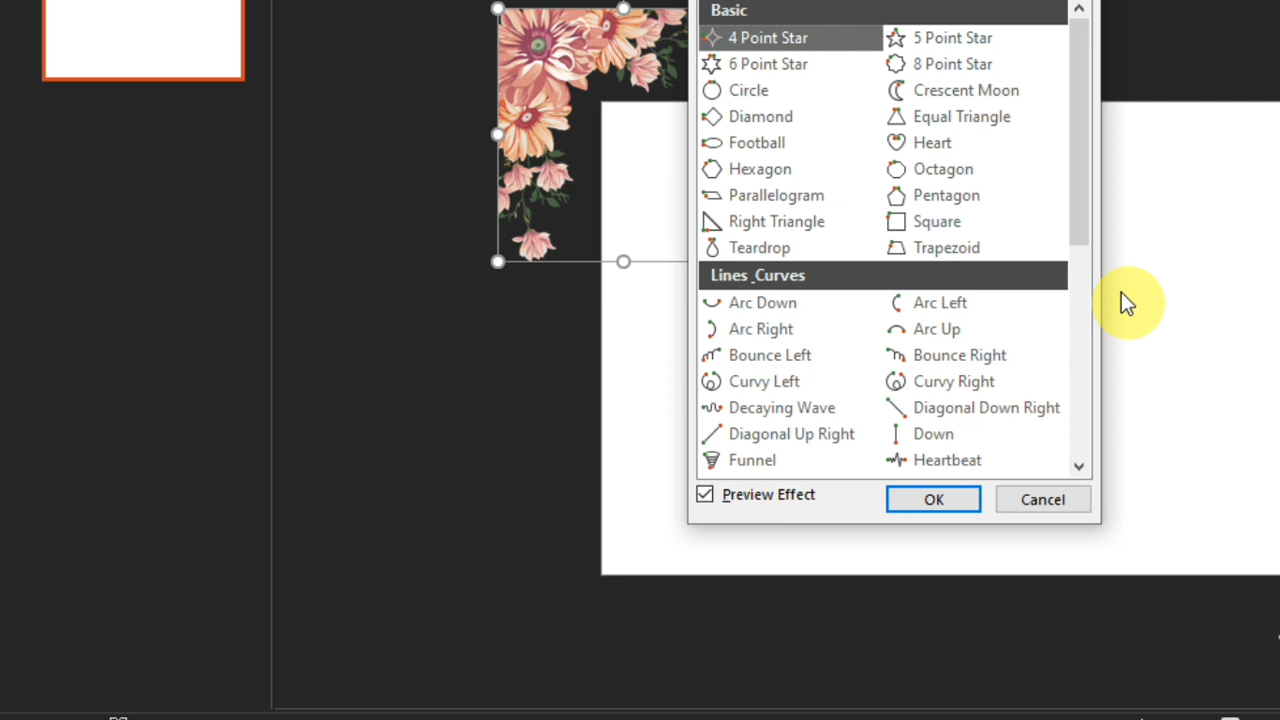 Basic
4 Point Star 5 Point Star
6 Point Star 8 Point Star
Circle Crescent Moon
Diamond Equal Triangle
Football Heart
Hexagon Octagon
Parallelogram Pentagon
Right Triangle Square
Teardrop Trapezoid
Lines_Curves
Arc Down Arc Left
Arc Right Arc Up
Bounce Left Bounce Right
Curvy Left Curvy Right
Decaying Wave Diagonal Down Right
Diagonal Up Right Down
Funnel Heartbeat
Preview Effect OK Cancel